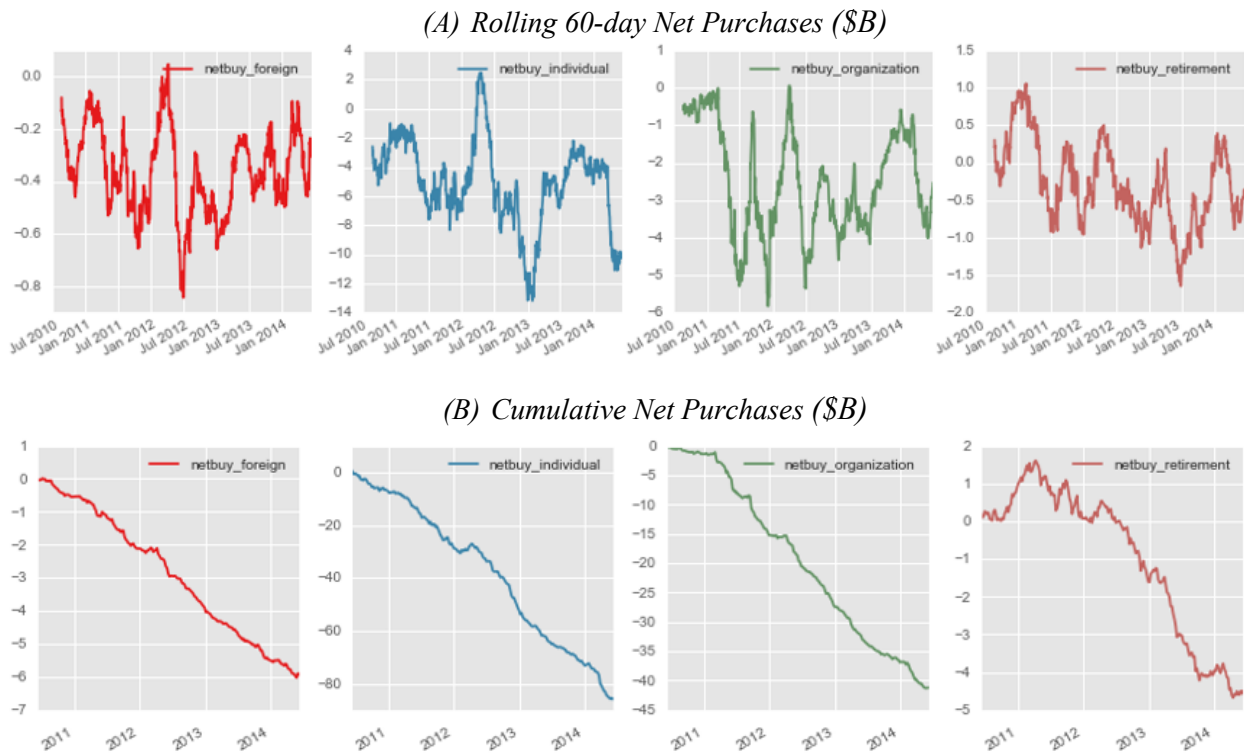 (A) Rolling 60-day Net Purchases ($B)
netbuy_foreign
0.0
−0.2
−0.4
−0.6
−0.8
Jul 2010
Jan 2011
Jul 2011
Jan 2012
Jul 2012
Jan 2013
Jul 2013
Jan 2014
netbuy_individual
4
2
0
−2
−4
−6
−8
−10
−12
−14
Jul 2010
Jan 2011
Jul 2011
Jan 2012
Jul 2012
Jan 2013
Jul 2013
Jan 2014
netbuy_organization
1
0
−1
−2
−3
−4
−5
−6
Jul 2010
Jan 2011
Jul 2011
Jan 2012
Jul 2012
Jan 2013
Jul 2013
Jan 2014
netbuy_retirement
1.5
1.0
0.5
0.0
−0.5
−1.0
−1.5
−2.0
Jul 2010
Jan 2011
Jul 2011
Jan 2012
Jul 2012
Jan 2013
Jul 2013
Jan 2014
(B) Cumulative Net Purchases ($B)
netbuy_foreign
1
0
−1
−2
−3
−4
−5
−6
−7
2011
2012
2013
2014
netbuy_individual
0
−20
−40
−60
−80
2011
2012
2013
2014
netbuy_organization
0
−5
−10
−15
−20
−25
−30
−35
−40
−45
2011
2012
2013
2014
netbuy_retirement
2
1
0
−1
−2
−3
−4
−5
2011
2012
2013
2014